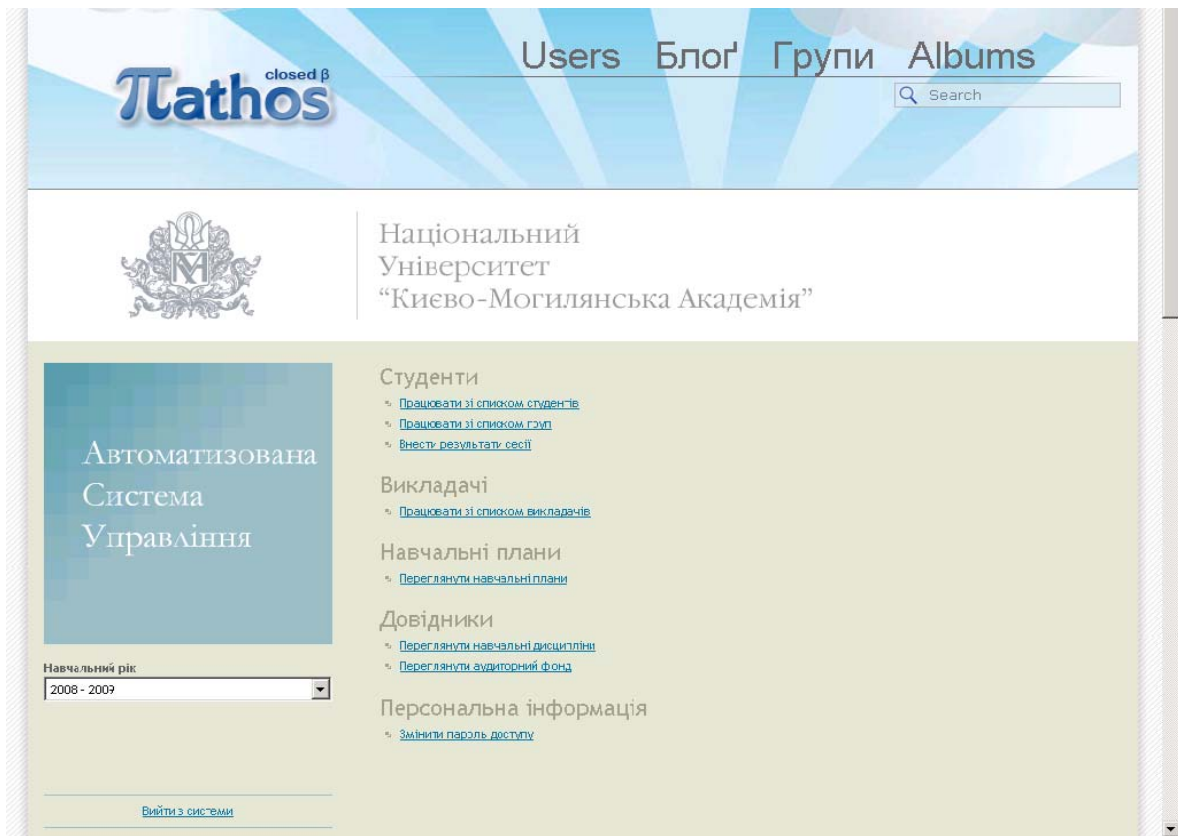 πathos closed β
Users Блоґ Групи Albums
Search
Національний
Університет
“Києво-Могилянська Академія”
Автоматизована
Система
Управління
Навчальний рік
2008 - 2009
Вийти з системи
Студенти
Працювати зі списком студентів
Працювати зі списком груп
Внести результати сесії
Викладачі
Працювати зі списком викладачів
Навчальні плани
Переглянути навчальні плани
Довідники
Переглянути навчальні дисципліни
Переглянути аудиторний фонд
Персональна інформація
Змінити пароль доступу